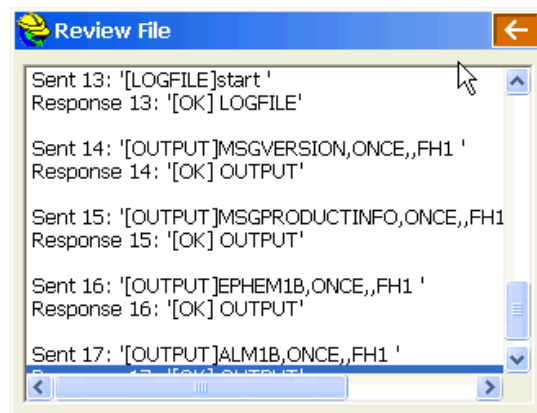 Review File
Sent 13: '[LOGFILE]start '
Response 13: '[OK] LOGFILE'
Sent 14: '[OUTPUT]MSGVERSION,ONCE,,FH1 '
Response 14: '[OK] OUTPUT'
Sent 15: '[OUTPUT]MSGPRODUCTINFO,ONCE,,FH1
Response 15: '[OK] OUTPUT'
Sent 16: '[OUTPUT]EPHEM1B,ONCE,,FH1 '
Response 16: '[OK] OUTPUT'
Sent 17: '[OUTPUT]ALM1B,ONCE,,FH1 '